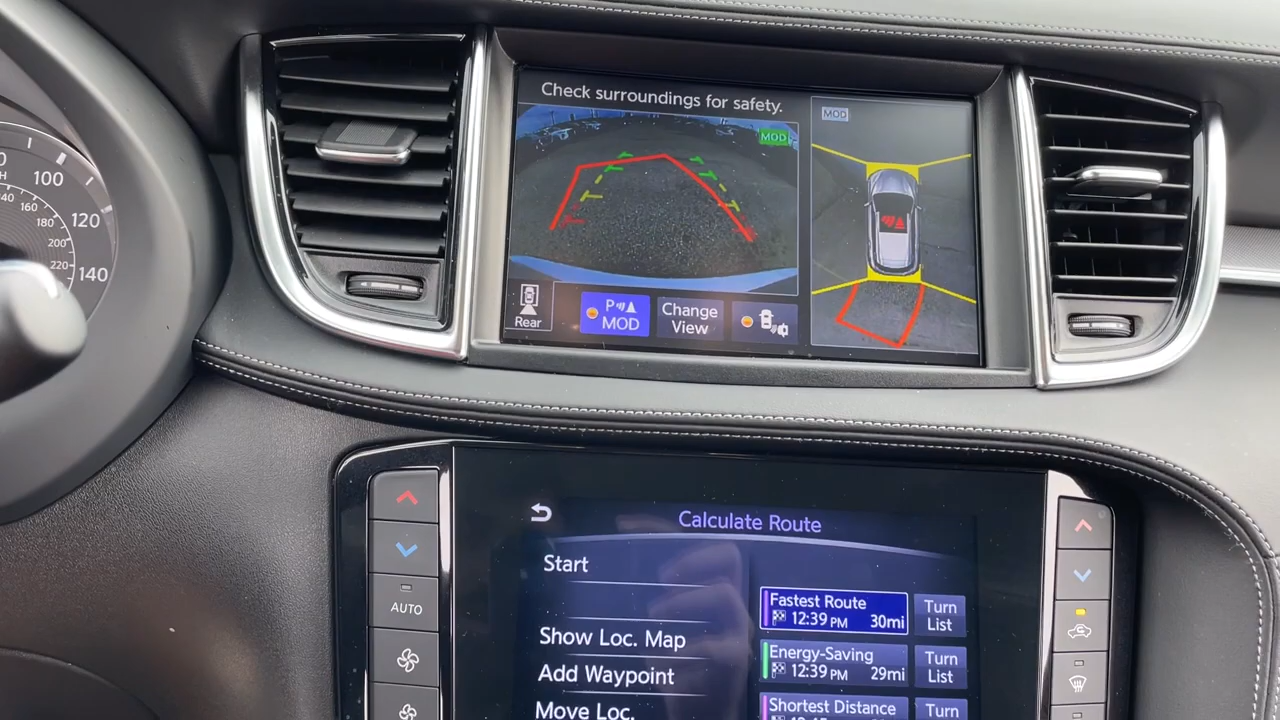 Check surroundings for safety.
MOD
MOD
Rear
P
MOD
Change
View
100
120
140
140
160
180
200
220
Calculate Route
Start
Show Loc. Map
Add Waypoint
Move Loc.
Fastest Route
12:39 PM 30mi
Turn
List
Energy-Saving
12:39 PM 29mi
Turn
List
Shortest Distance
Turn
AUTO